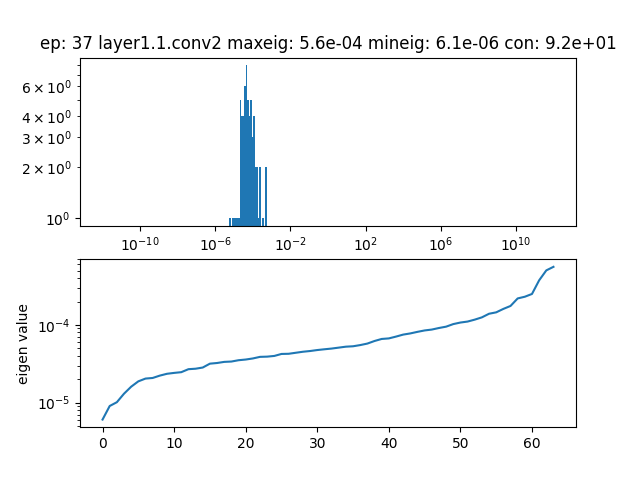 ep: 37 layer1.1.conv2 maxeig: 5.6e-04 mineig: 6.1e-06 con: 9.2e+01
6 × 10⁰
4 × 10⁰
3 × 10⁰
2 × 10⁰
10⁰
10⁻¹⁰ 10⁻⁶ 10⁻² 10² 10⁶ 10¹⁰
eigen value
10⁻⁴
10⁻⁵
0 10 20 30 40 50 60